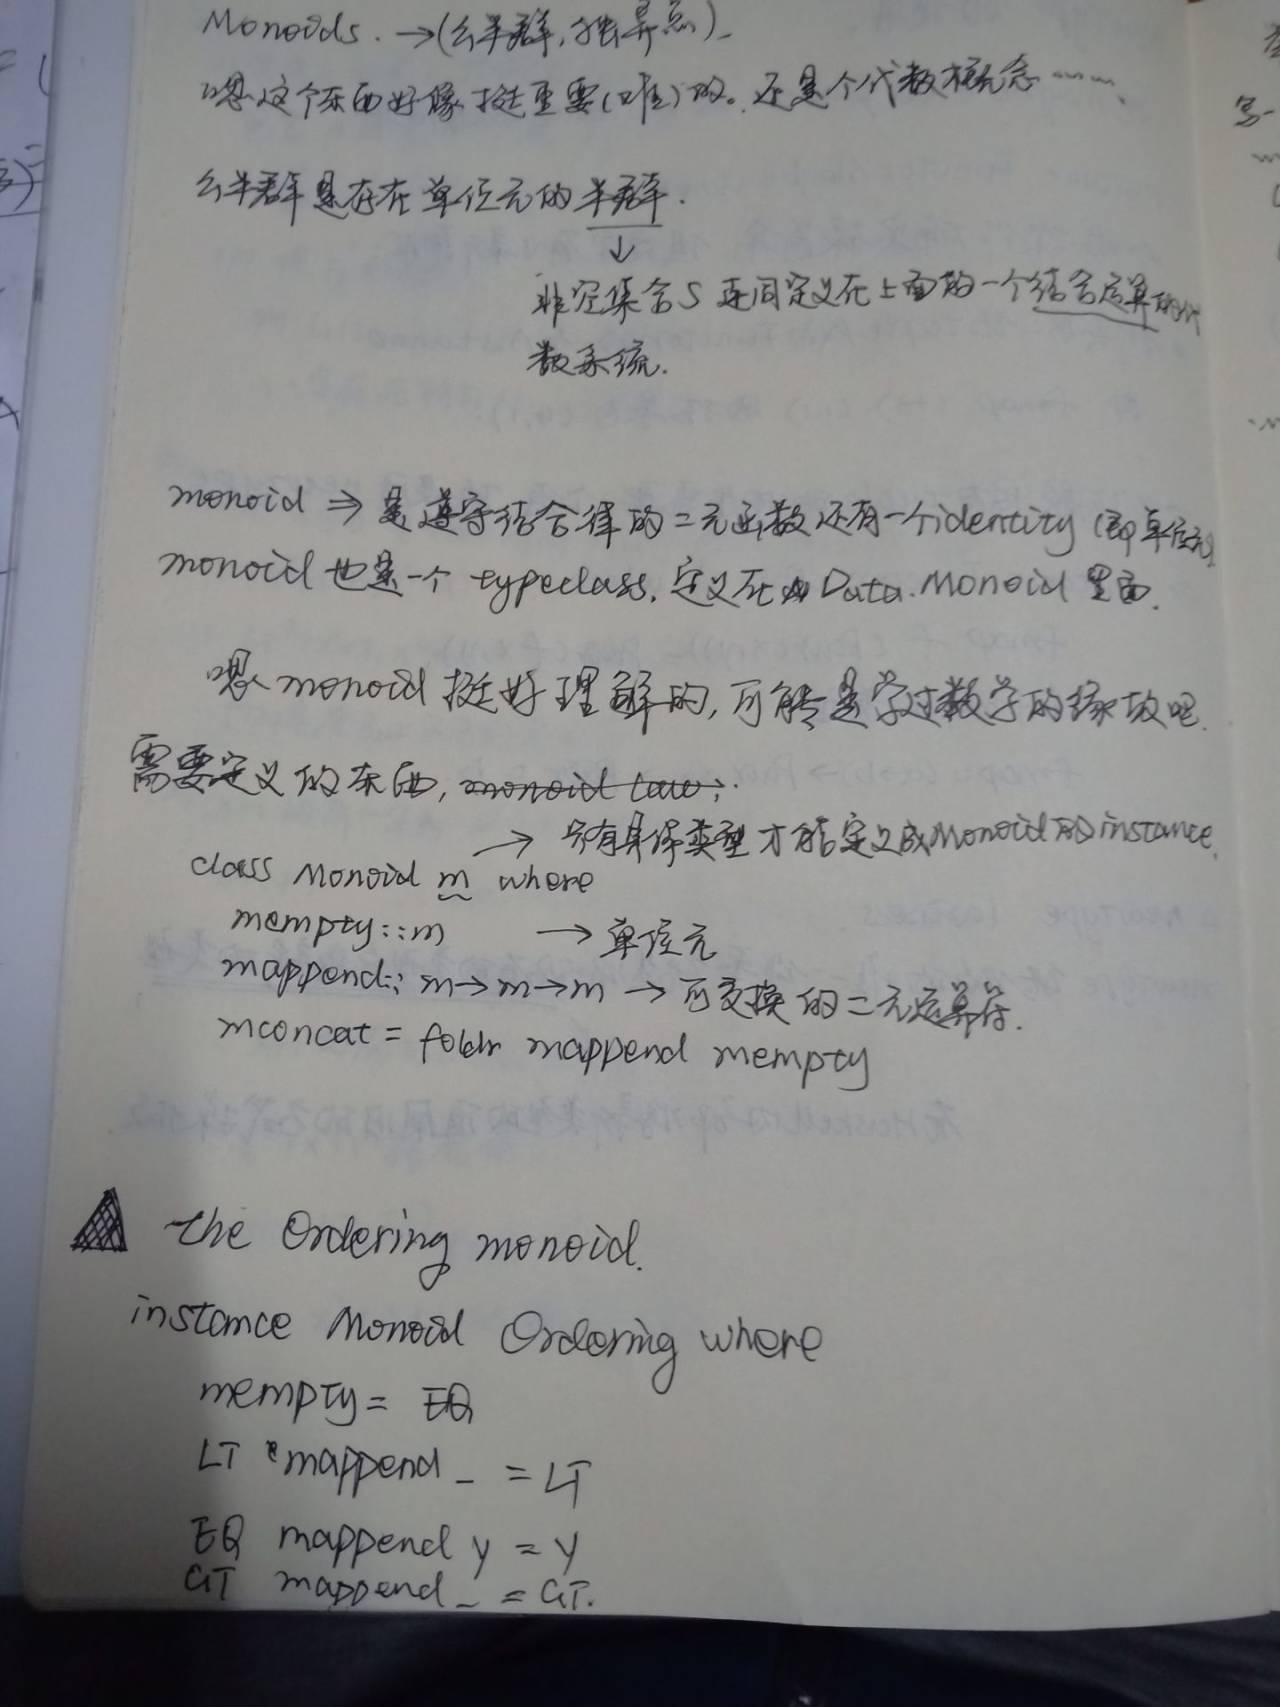 Monoids. →(幺半群,独异点).
嗯这个东西好像挺重要(难)的。还是个代数概念……
幺半群是存在单位元的半群.
↓
非空集合S 连同定义在上面的一个结合运算的代
数系统.
monoid ⇒ 是遵守结合律的二元函数还有一个identity (即单位元)
monoid 也是一个 typeclass, 定义在 Data.Monoid 里面.
嗯 monoid 挺好理解的, 可能是学过数学的缘故吧.
需要定义的东西, monoid law:
→ 只有具体类型才能定义成Monoid的instance.
class Monoid m where
mempty::m → 单位元
mappend:: m→m→m → 可交换的二元运算符.
mconcat = foldr mappend mempty
the Ordering monoid.
instance Monoid Ordering where
mempty = EQ
LT `mappend _ = LT
EQ mappend y = y
GT mappend _ = GT.